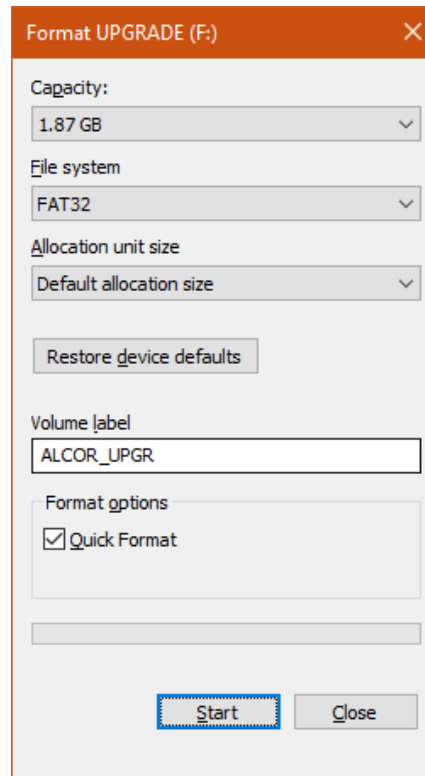 Format UPGRADE (F:)
Capacity:
1.87 GB
File system
FAT32
Allocation unit size
Default allocation size
Restore device defaults
Volume label
ALCOR_UPGR
Format options
Quick Format
Start
Close